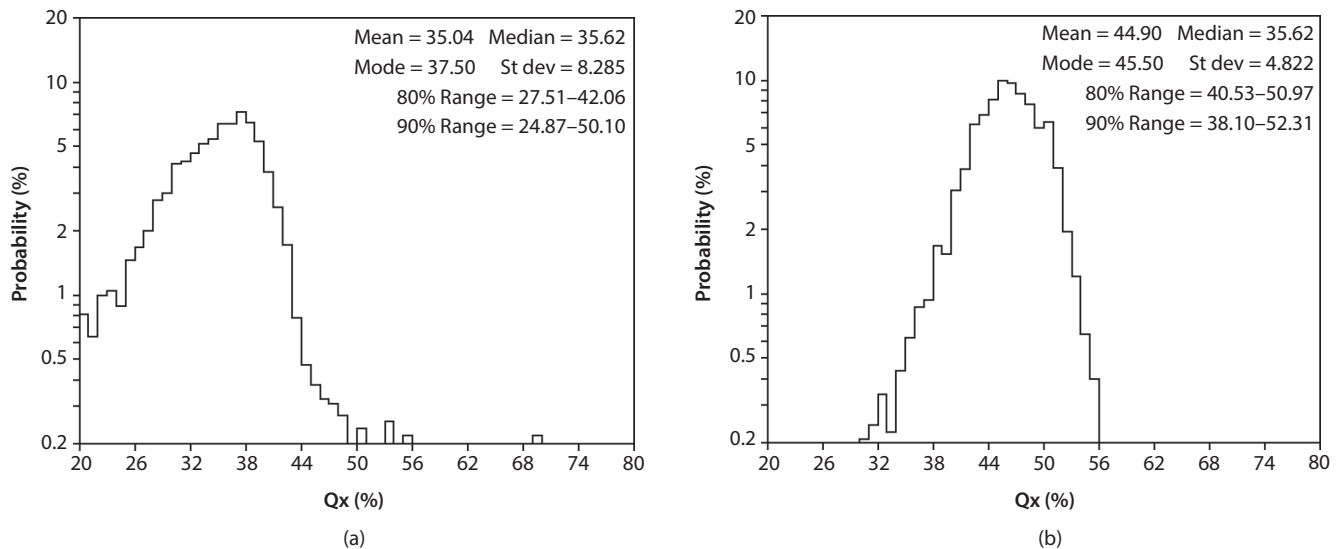 20
10
5
2
1
0.5
0.2
Probability (%)
Mean = 35.04 Median = 35.62
Mode = 37.50 St dev = 8.285
80% Range = 27.51–42.06
90% Range = 24.87–50.10
20 26 32 38 44 50 56 62 68 74 80
Qx (%)
(a)
20
10
5
2
1
0.5
0.2
Probability (%)
Mean = 44.90 Median = 35.62
Mode = 45.50 St dev = 4.822
80% Range = 40.53–50.97
90% Range = 38.10–52.31
20 26 32 38 44 50 56 62 68 74 80
Qx (%)
(b)